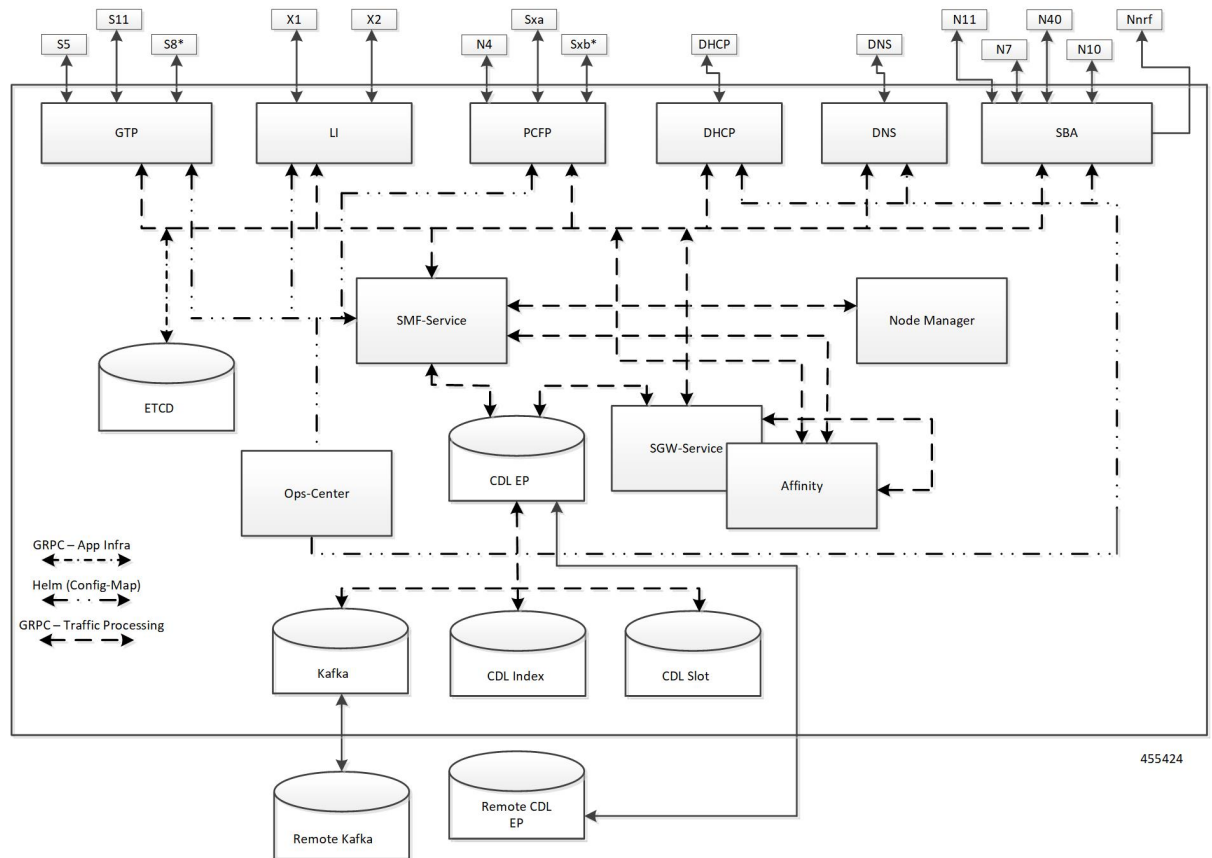 S11
X1
X2
Sxa
N11
N40
Nnrf
S5
S8*
N4
Sxb*
DHCP
DNS
N7
N10
GTP
LI
PCFP
DHCP
DNS
SBA
SMF-Service
Node Manager
ETCD
CDL EP
SGW-Service
Affinity
Ops-Center
GRPC – App Infra
Helm (Config-Map)
GRPC – Traffic Processing
Kafka
CDL Index
CDL Slot
455424
Remote CDL
EP
Remote Kafka